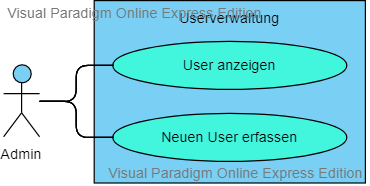 Visual Paradigm Online Express Edition
Userverwaltung
User anzeigen
Neuen User erfassen
Admin
Visual Paradigm Online Express Edition